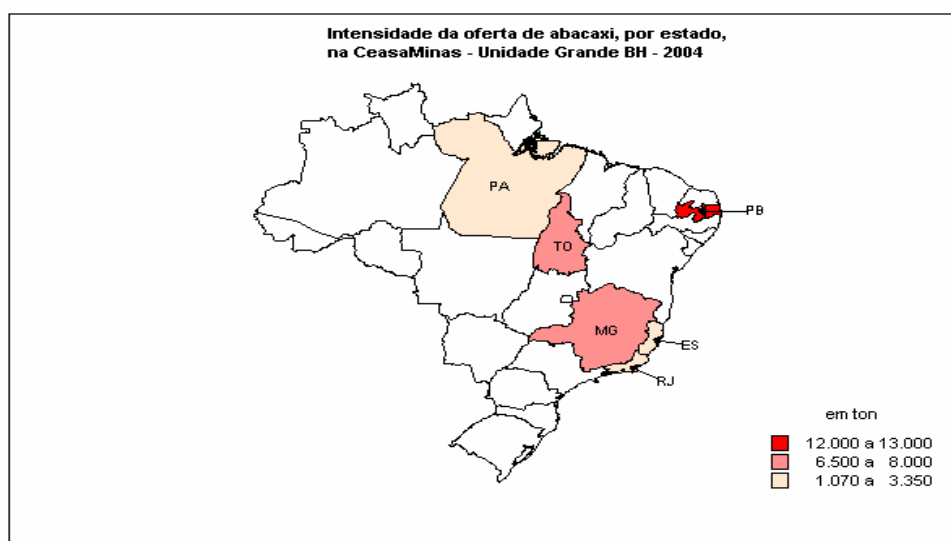 Intensidade da oferta de abacaxi, por estado,
na CeasaMinas - Unidade Grande BH - 2004
PA
PB
TO
MG
ES
RJ
em ton
12.000 a 13.000
6.500 a 8.000
1.070 a 3.350